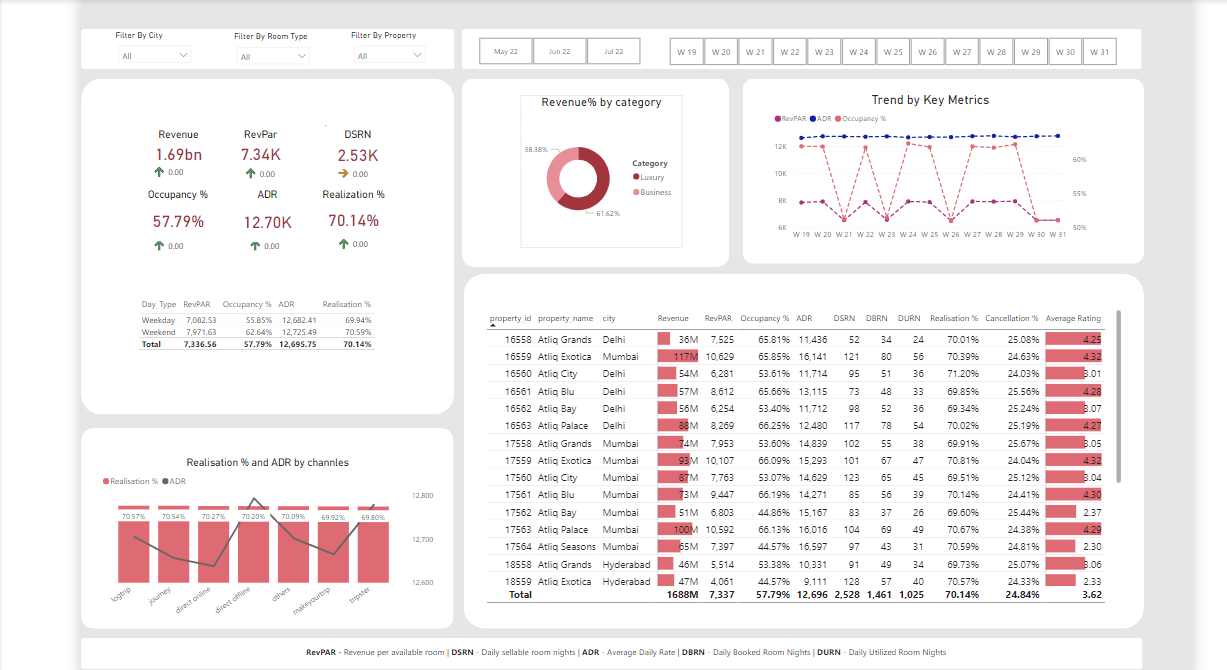 Filter By City
All
Filter By Room Type
All
Filter By Property
All
May 22 Jun 22 Jul 22
W 19 W 20 W 21 W 22 W 23 W 24 W 25 W 26 W 27 W 28 W 29 W 30 W 31
Revenue RevPar DSRN
1.69bn 7.34K 2.53K
0.00 0.00 0.00
Occupancy % ADR Realization %
57.79% 12.70K 70.14%
0.00 0.00 0.00
Day_Type RevPAR Occupancy % ADR Realisation %
Weekday 7,082.53 55.85% 12,682.41 69.94%
Weekend 7,971.63 62.64% 12,725.49 70.59%
Total 7,336.56 57.79% 12,695.75 70.14%
Revenue% by category
38.38%
61.62%
Category
Luxury
Business
Trend by Key Metrics
RevPAR ADR Occupancy %
12K
10K
8K
6K
60%
55%
50%
W 19 W 20 W 21 W 22 W 23 W 24 W 25 W 26 W 27 W 28 W 29 W 30 W 31
Realisation % and ADR by channles
Realisation % ADR
12,800
12,700
12,600
70.57% 70.54% 70.27% 70.20% 70.09% 69.92% 69.80%
logtrip journey direct online direct offline others makeyourtrip tripster
property_id property_name city Revenue RevPAR Occupancy % ADR DSRN DBRN DURN Realisation % Cancellation % Average Rating
16558 Atliq Grands Delhi 36M 7,525 65.81% 11,436 52 34 24 70.01% 25.08% 4.25
16559 Atliq Exotica Mumbai 117M 10,629 65.85% 16,141 121 80 56 70.39% 24.63% 4.32
16560 Atliq City Delhi 54M 6,281 53.61% 11,714 95 51 36 71.20% 24.03% 3.01
16561 Atliq Blu Delhi 57M 8,612 65.66% 13,115 73 48 33 69.85% 25.56% 4.28
16562 Atliq Bay Delhi 56M 6,254 53.40% 11,712 98 52 36 69.34% 25.24% 3.07
16563 Atliq Palace Delhi 88M 8,269 66.25% 12,480 117 78 54 70.02% 25.19% 4.27
17558 Atliq Grands Mumbai 74M 7,953 53.60% 14,839 102 55 38 69.91% 25.67% 3.05
17559 Atliq Exotica Mumbai 93M 10,107 66.09% 15,293 101 67 47 70.81% 24.04% 4.32
17560 Atliq City Mumbai 87M 7,763 53.07% 14,629 123 65 45 69.51% 25.12% 3.04
17561 Atliq Blu Mumbai 73M 9,447 66.19% 14,271 85 56 39 70.14% 24.41% 4.30
17562 Atliq Bay Mumbai 51M 6,803 44.86% 15,167 83 37 26 69.60% 25.44% 2.37
17563 Atliq Palace Mumbai 100M 10,592 66.13% 16,016 104 69 49 70.67% 24.38% 4.29
17564 Atliq Seasons Mumbai 65M 7,397 44.57% 16,597 97 43 31 70.59% 24.81% 2.30
18558 Atliq Grands Hyderabad 46M 5,514 53.38% 10,331 91 49 34 69.73% 25.07% 3.06
18559 Atliq Exotica Hyderabad 47M 4,061 44.57% 9,111 128 57 40 70.57% 24.33% 2.33
Total 1688M 7,337 57.79% 12,696 2,528 1,461 1,025 70.14% 24.84% 3.62
RevPAR - Revenue per available room | DSRN - Daily sellable room nights | ADR - Average Daily Rate | DBRN - Daily Booked Room Nights | DURN - Daily Utilized Room Nights